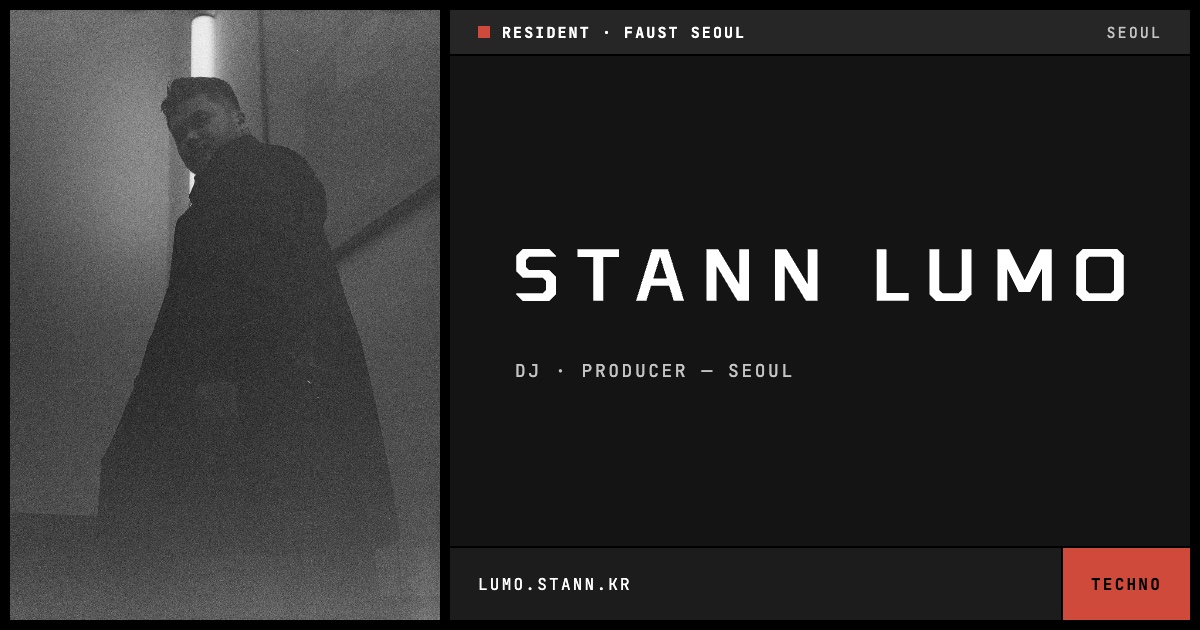 RESIDENT · FAUST SEOUL
SEOUL
STANN LUMO
DJ · PRODUCER — SEOUL
LUMO.STANN.KR
TECHNO